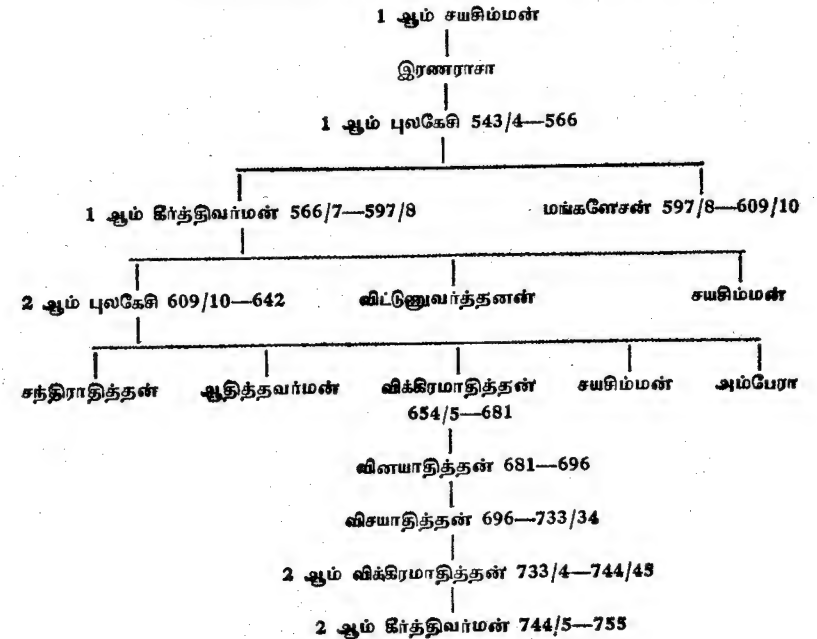 1 ஆம் சயசிம்மன்
இரணராசா
1 ஆம் புலகேசி 543/4—566
1 ஆம் கீர்த்திவர்மன் 566/7—597/8 மங்களேசன் 597/8—609/10
2 ஆம் புலகேசி 609/10—642 விட்டுணுவர்த்தனன் சயசிம்மன்
சந்திராதித்தன் ஆதித்தவர்மன் விக்கிரமாதித்தன் சயசிம்மன் அம்பேரா
654/5—681
வினயாதித்தன் 681—696
விசயாதித்தன் 696—733/34
2 ஆம் விக்கிரமாதித்தன் 733/4—744/45
2 ஆம் கீர்த்திவர்மன் 744/5—755